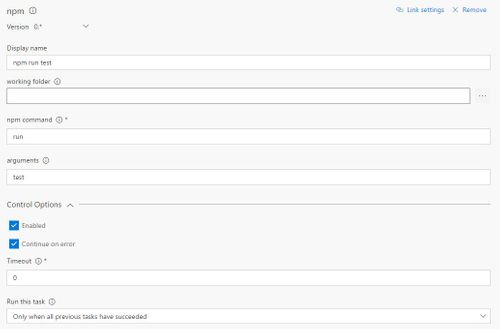 npm
Link settings
Remove
Version 0.*
Display name
npm run test
working folder
...
npm command *
run
arguments
test
Control Options
Enabled
Continue on error
Timeout *
0
Run this task
Only when all previous tasks have succeeded